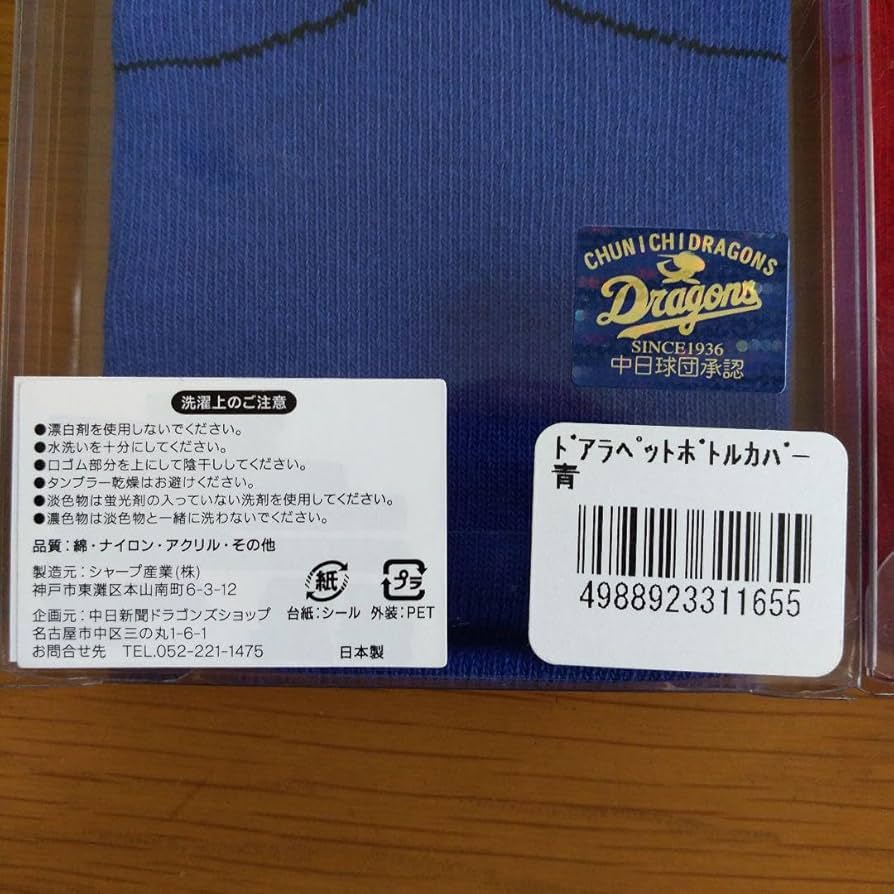 CHUNICHIDRAGONS
Dragons
SINCE1936
中日球団承認
洗濯上のご注意
●漂白剤を使用しないでください。
●水洗いを十分にしてください。
●口ゴム部分を上にして陰干ししてください。
●タンブラー乾燥はお避けください。
●淡色物は蛍光剤の入っていない洗剤を使用してください。
●濃色物は淡色物と一緒に洗わないでください。
品質：綿・ナイロン・アクリル・その他
製造元：シャープ産業(株)
神戸市東灘区本山南町6-3-12
企画元：中日新聞ドラゴンズショップ
名古屋市中区三の丸1-6-1
お問合せ先 TEL.052-221-1475
紙
プラ
台紙：シール 外装：PET
日本製
ﾄﾞｱﾗﾍﾟｯﾄﾎﾞﾄﾙｶﾊﾞｰ
青
4988923311655